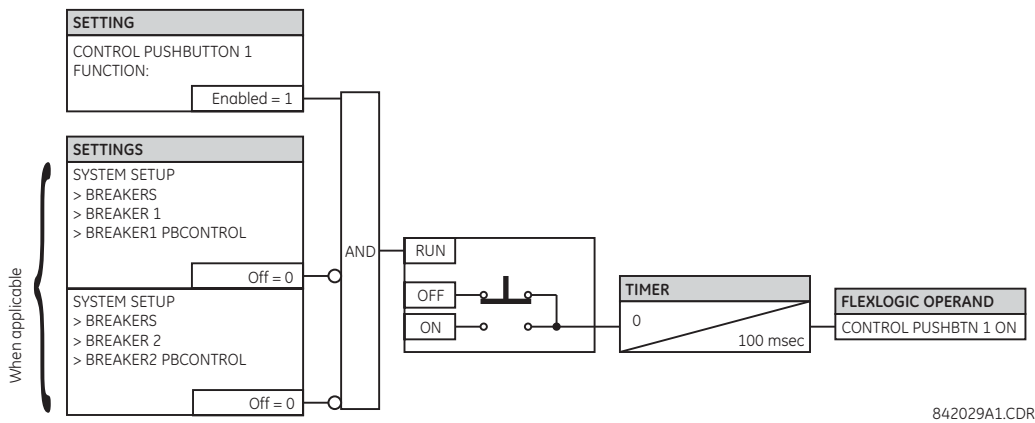 SETTING
CONTROL PUSHBUTTON 1
FUNCTION:
Enabled = 1
SETTINGS
SYSTEM SETUP
> BREAKERS
> BREAKER 1
> BREAKER1 PBCONTROL
Off = 0
SYSTEM SETUP
> BREAKERS
> BREAKER 2
> BREAKER2 PBCONTROL
Off = 0
When applicable
AND
RUN
OFF
ON
TIMER
0
100 msec
FLEXLOGIC OPERAND
CONTROL PUSHBTN 1 ON
842029A1.CDR